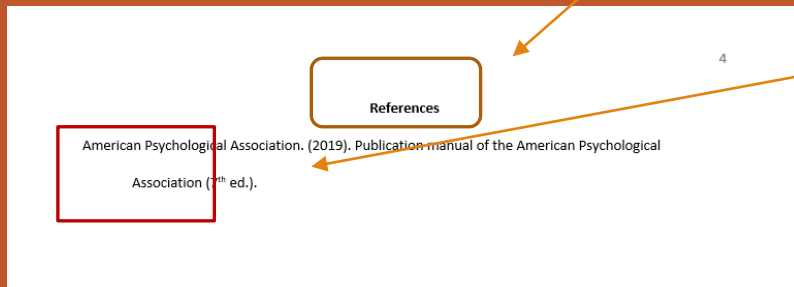 4
References
American Psychological Association. (2019). Publication manual of the American Psychological
Association (7th ed.).